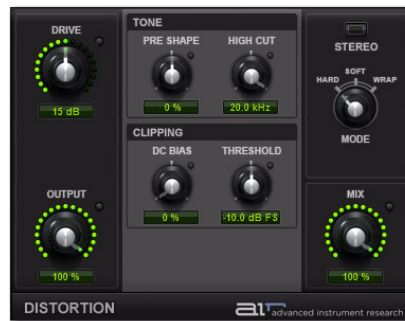 DRIVE
15 dB
OUTPUT
100 %
TONE
PRE SHAPE
HIGH CUT
0 %
20.0 kHz
CLIPPING
DC BIAS
THRESHOLD
0 %
-10.0 dB FS
STEREO
HARD
SOFT
WRAP
MODE
MIX
100 %
DISTORTION
air advanced instrument research